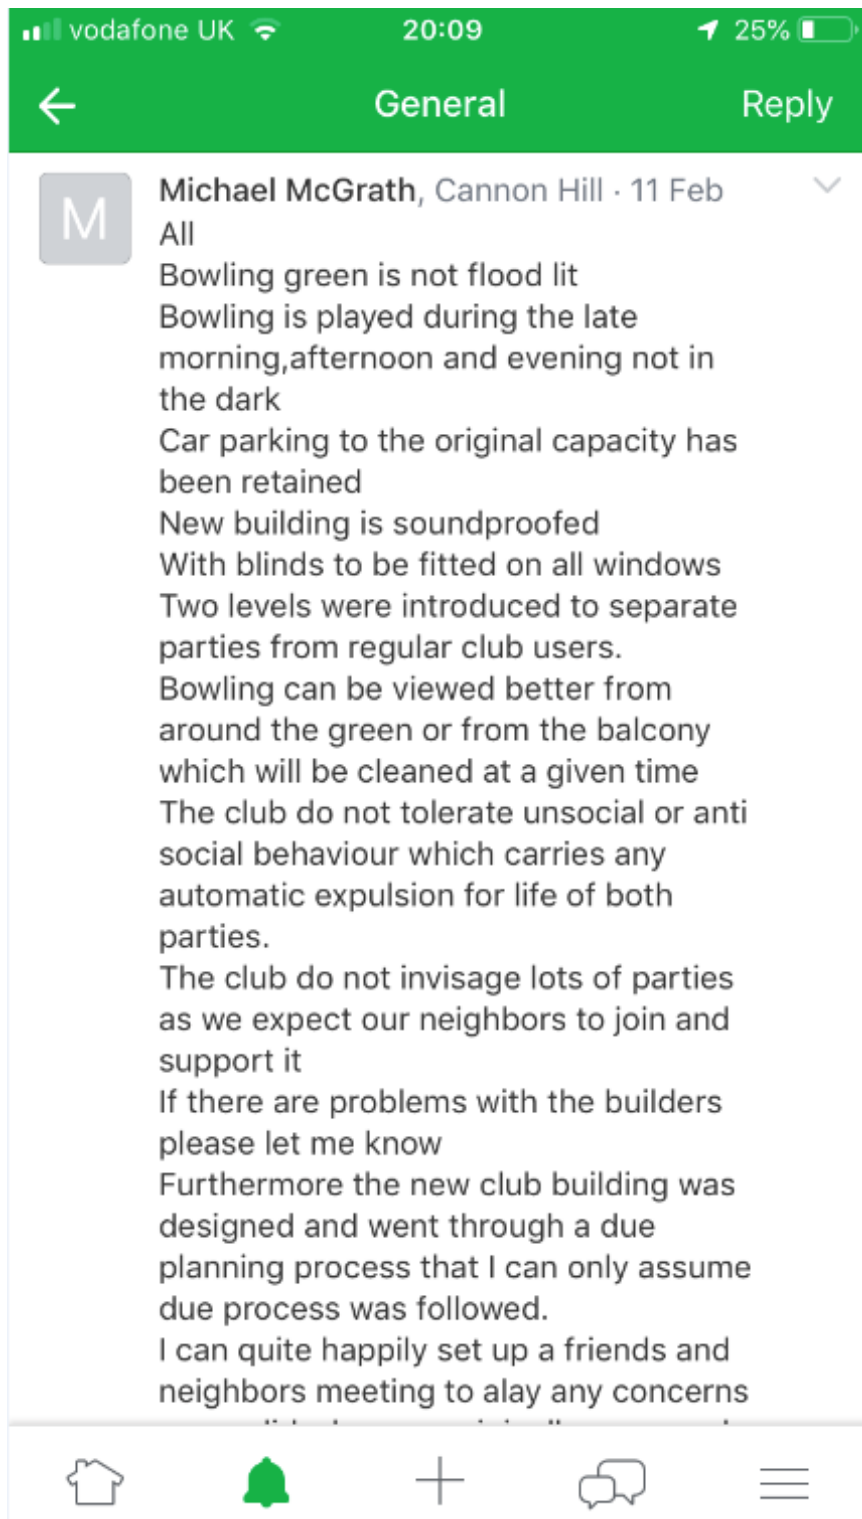 vodafone UK 20:09 25%
General Reply
M
Michael McGrath, Cannon Hill · 11 Feb
All
Bowling green is not flood lit
Bowling is played during the late
morning,afternoon and evening not in
the dark
Car parking to the original capacity has
been retained
New building is soundproofed
With blinds to be fitted on all windows
Two levels were introduced to separate
parties from regular club users.
Bowling can be viewed better from
around the green or from the balcony
which will be cleaned at a given time
The club do not tolerate unsocial or anti
social behaviour which carries any
automatic expulsion for life of both
parties.
The club do not invisage lots of parties
as we expect our neighbors to join and
support it
If there are problems with the builders
please let me know
Furthermore the new club building was
designed and went through a due
planning process that I can only assume
due process was followed.
I can quite happily set up a friends and
neighbors meeting to alay any concerns